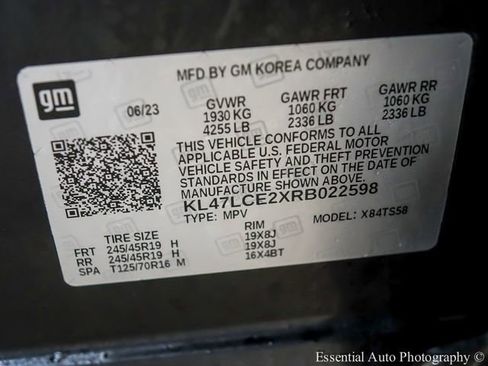 MFD BY GM KOREA COMPANY
gm
06/23
GVWR GAWR FRT GAWR RR
1930 KG 1060 KG 1060 KG
4255 LB 2336 LB 2336 LB
THIS VEHICLE CONFORMS TO ALL
APPLICABLE U.S. FEDERAL MOTOR
VEHICLE SAFETY AND THEFT PREVENTION
STANDARDS IN EFFECT ON THE DATE OF
MANUFACTURE SHOWN ABOVE.
KL47LCE2XRB022598
TYPE: MPV MODEL: X84TS58
TIRE SIZE RIM
FRT 245/45R19 H 19X8J
RR 245/45R19 H 19X8J
SPA T125/70R16 M 16X4BT
Essential Auto Photography ©